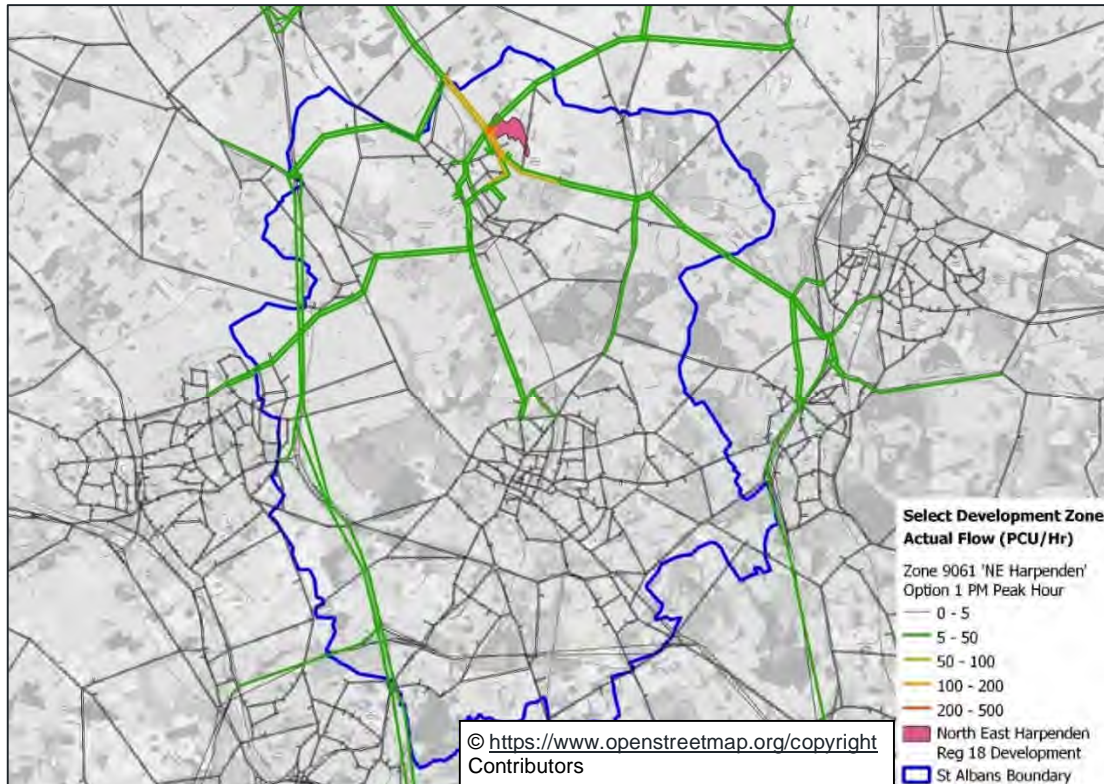 Select Development Zone
Actual Flow (PCU/Hr)
Zone 9061 'NE Harpenden'
Option 1 PM Peak Hour
0 - 5
5 - 50
50 - 100
100 - 200
200 - 500
North East Harpenden
Reg 18 Development
St Albans Boundary
© https://www.openstreetmap.org/copyright
Contributors